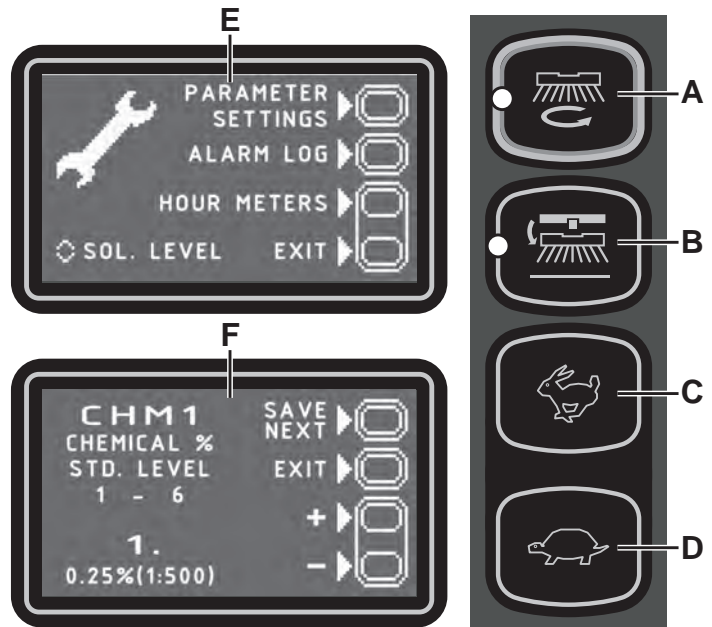 E
PARAMETER
SETTINGS
ALARM LOG
HOUR METERS
SOL. LEVEL EXIT
F
CHM1
CHEMICAL %
STD. LEVEL
1 - 6
1.
0.25%(1:500)
SAVE
NEXT
EXIT
+
-
A
B
C
D